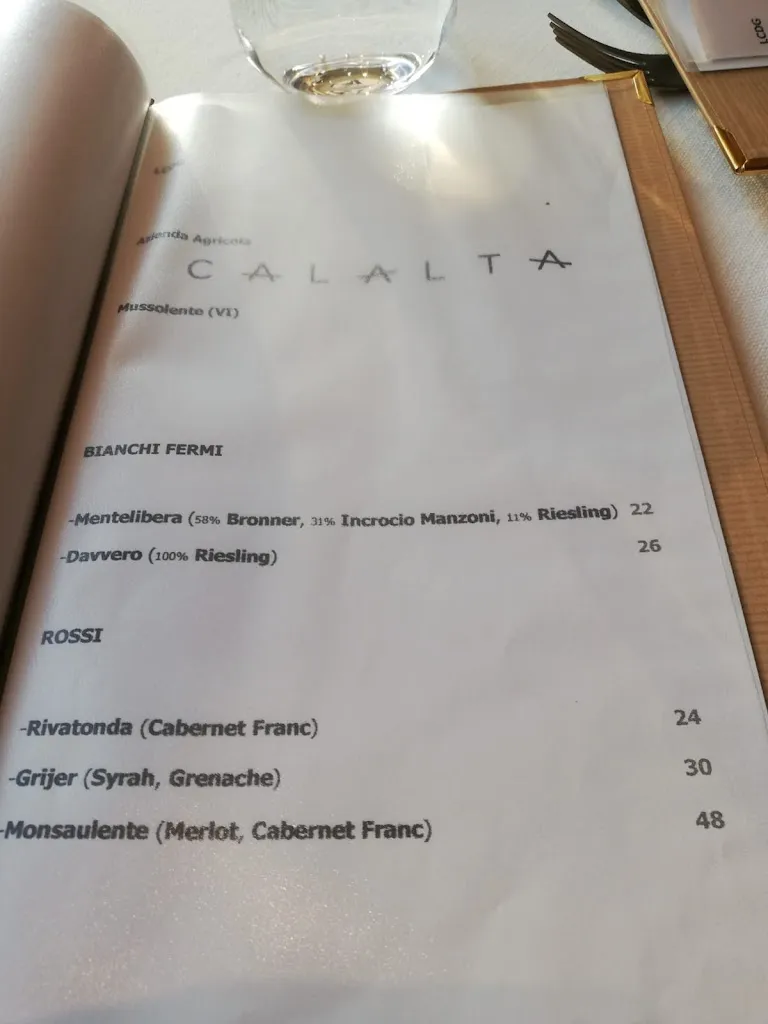 LCDG
Azienda Agricola
CALALTA
Mussolente (VI)
BIANCHI FERMI
-Mentelibera (58% Bronner, 31% Incrocio Manzoni, 11% Riesling) 22
-Davvero (100% Riesling) 26
ROSSI
-Rivatonda (Cabernet Franc) 24
-Grijer (Syrah, Grenache) 30
-Monsaulente (Merlot, Cabernet Franc) 48